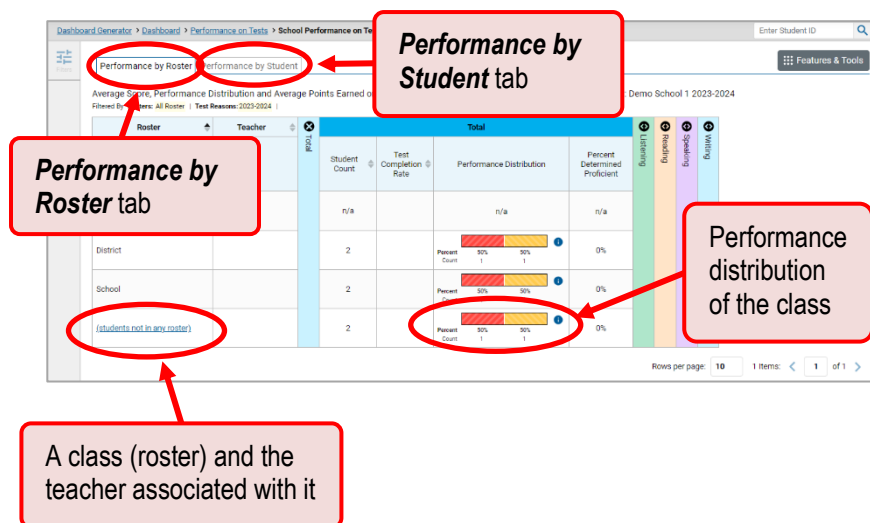 Dashboard Generator > Dashboard > Performance on Tests > School Performance on Te
Enter Student ID
Performance by Student tab
Filters
Performance by Roster
Performance by Student
Features & Tools
Average Score, Performance Distribution and Average Points Earned o
: Demo School 1 2023-2024
Filtered By
Rosters: All Roster | Test Reasons: 2023-2024 |
Roster
Teacher
Total
Total
Listening
Reading
Speaking
Writing
Student Count
Test Completion Rate
Performance Distribution
Percent Determined Proficient
Performance by Roster tab
n/a
n/a
n/a
District
2
Percent 50% 50%
Count 1 1
0%
School
2
Percent 50% 50%
0%
(students not in any roster)
2
Percent 50% 50%
Count 1 1
0%
Performance distribution of the class
Rows per page: 10
1 Items: < 1 of 1 >
A class (roster) and the
teacher associated with it